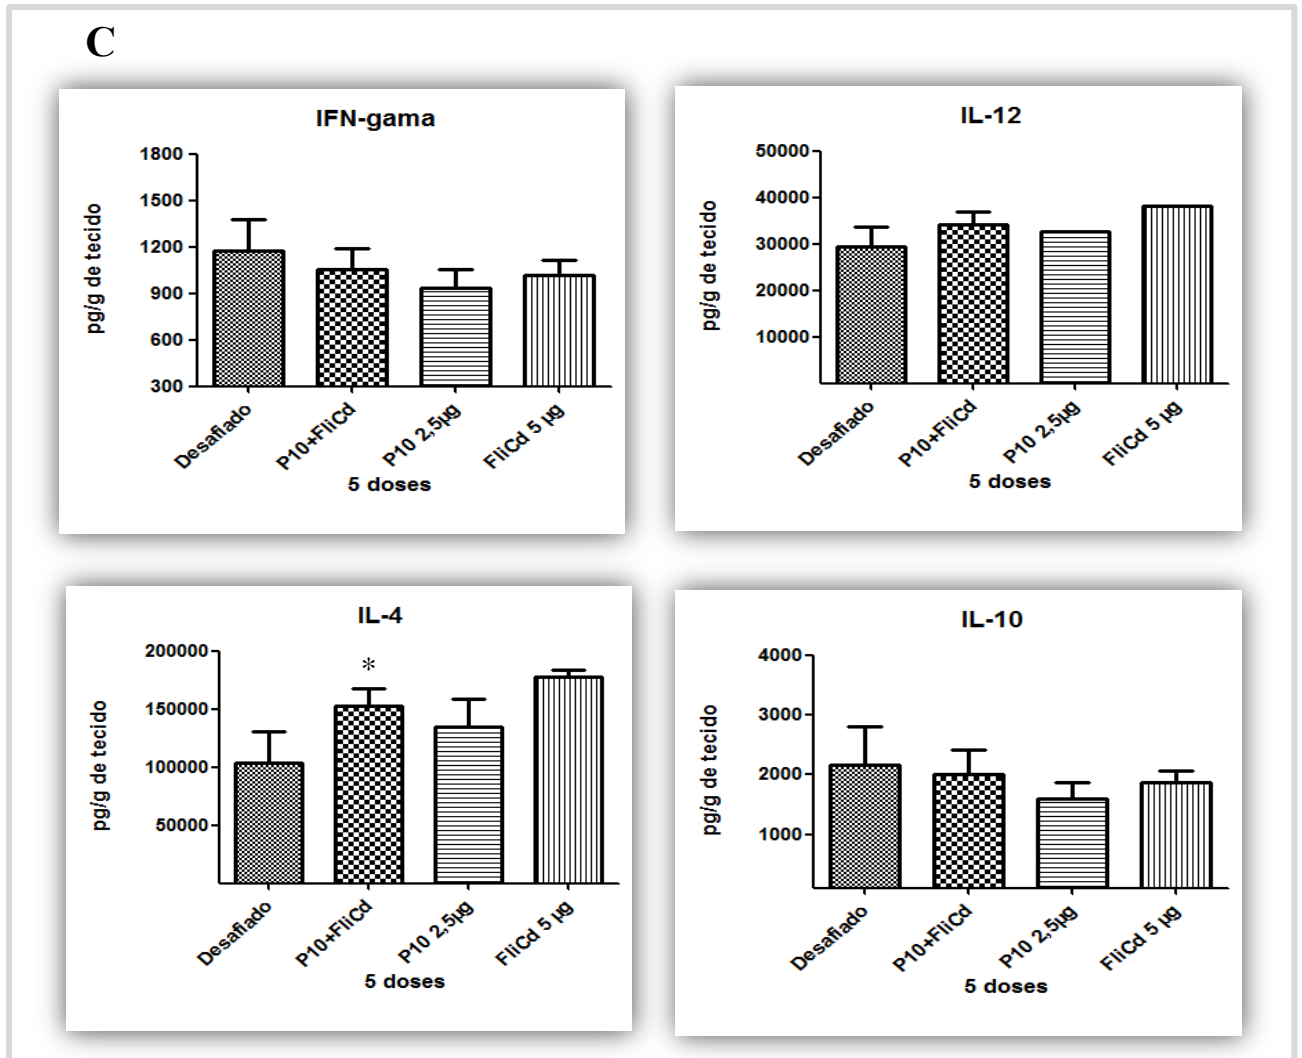 C
IFN-gama
1800
1500
1200
900
600
300
pg/g de tecido
Desafiado
P10+FliCd
P10 2,5µg
FliCd 5 µg
5 doses
IL-12
50000
40000
30000
20000
10000
pg/g de tecido
Desafiado
P10+FliCd
P10 2,5µg
FliCd 5 µg
5 doses
IL-4
200000
150000
100000
50000
pg/g de tecido
*
Desafiado
P10+FliCd
P10 2,5µg
FliCd 5 µg
5 doses
IL-10
4000
3000
2000
1000
pg/g de tecido
Desafiado
P10+FliCd
P10 2,5µg
FliCd 5 µg
5 doses